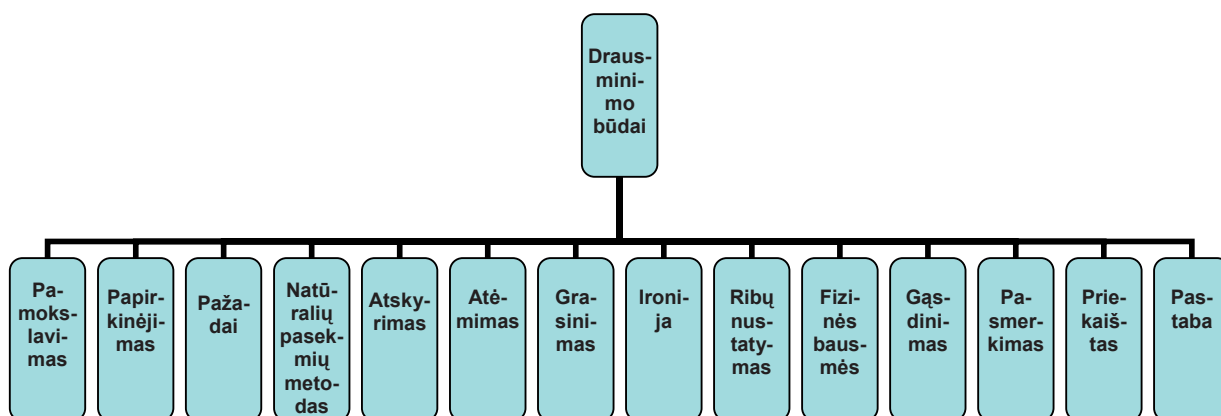 Draus-
mini-
mo
būdai
Pa-
moks-
lavi-
mas
Papir-
kinėji-
mas
Paža-
dai
Natū-
ralių
pasek-
mių
meto-
das
Atsky-
rimas
Atė-
mimas
Gra-
sini-
mas
Ironi-
ja
Ribų
nus-
taty-
mas
Fizi-
nės
baus-
mės
Gąs-
dini-
mas
Pa-
smer-
kimas
Prie-
kaiš-
tas
Pas-
taba